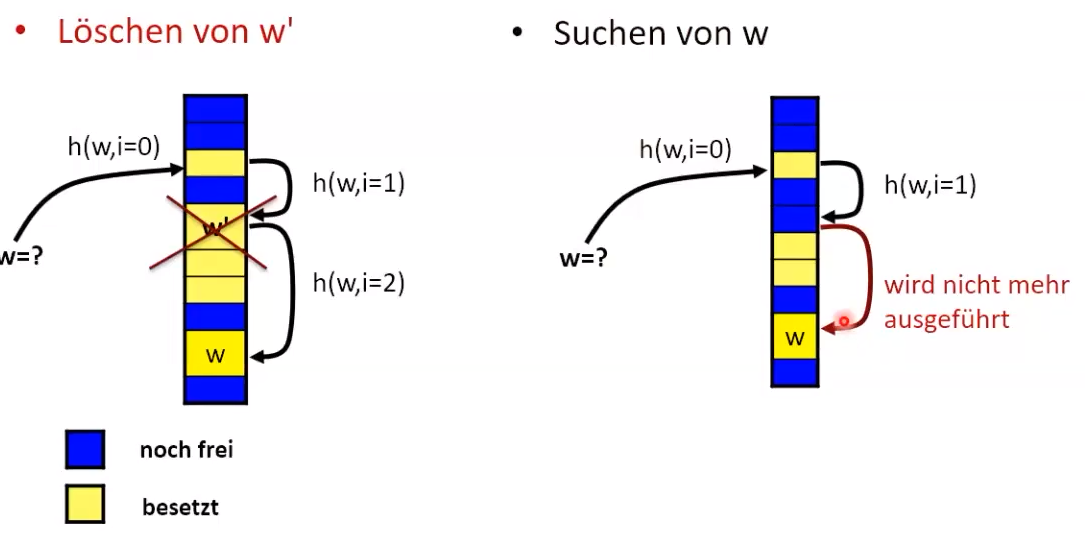 • Löschen von w'
• Suchen von w
h(w,i=0)
h(w,i=1)
w'
w=?
h(w,i=2)
w
h(w,i=0)
h(w,i=1)
w=?
wird nicht mehr
ausgeführt
w
noch frei
besetzt